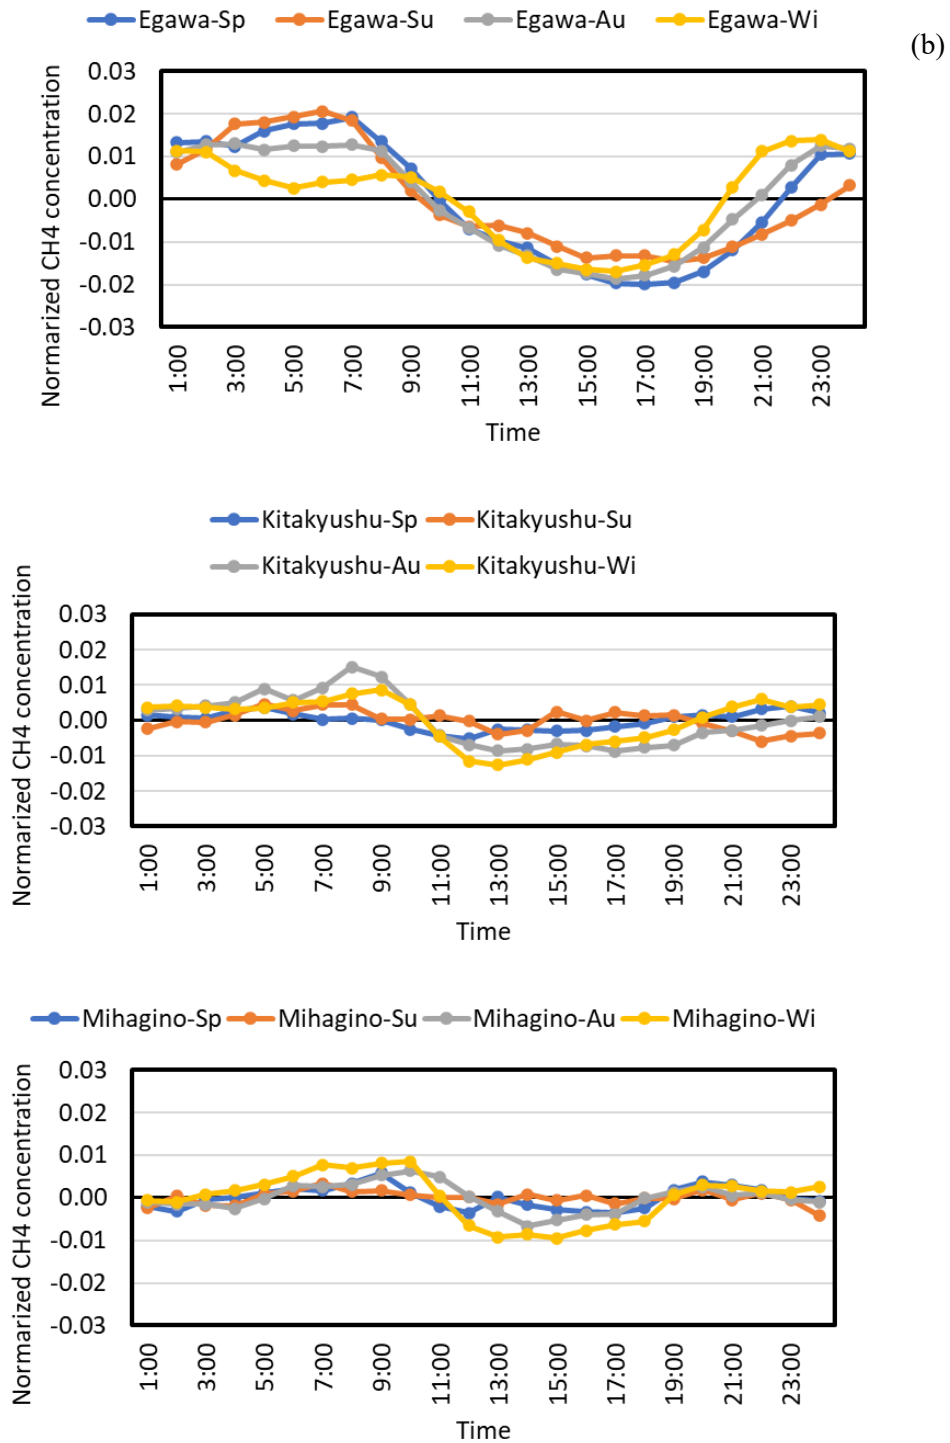 Egawa-Sp Egawa-Su Egawa-Au Egawa-Wi
(b)
Normarized CH4 concentration
0.03
0.02
0.01
0.00
-0.01
-0.02
-0.03
1:00 3:00 5:00 7:00 9:00 11:00 13:00 15:00 17:00 19:00 21:00 23:00
Time
Kitakyushu-Sp Kitakyushu-Su
Kitakyushu-Au Kitakyushu-Wi
Normarized CH4 concentration
0.03
0.02
0.01
0.00
-0.01
-0.02
-0.03
1:00 3:00 5:00 7:00 9:00 11:00 13:00 15:00 17:00 19:00 21:00 23:00
Time
Mihagino-Sp Mihagino-Su Mihagino-Au Mihagino-Wi
Normarized CH4 concentration
0.03
0.02
0.01
0.00
-0.01
-0.02
-0.03
1:00 3:00 5:00 7:00 9:00 11:00 13:00 15:00 17:00 19:00 21:00 23:00
Time